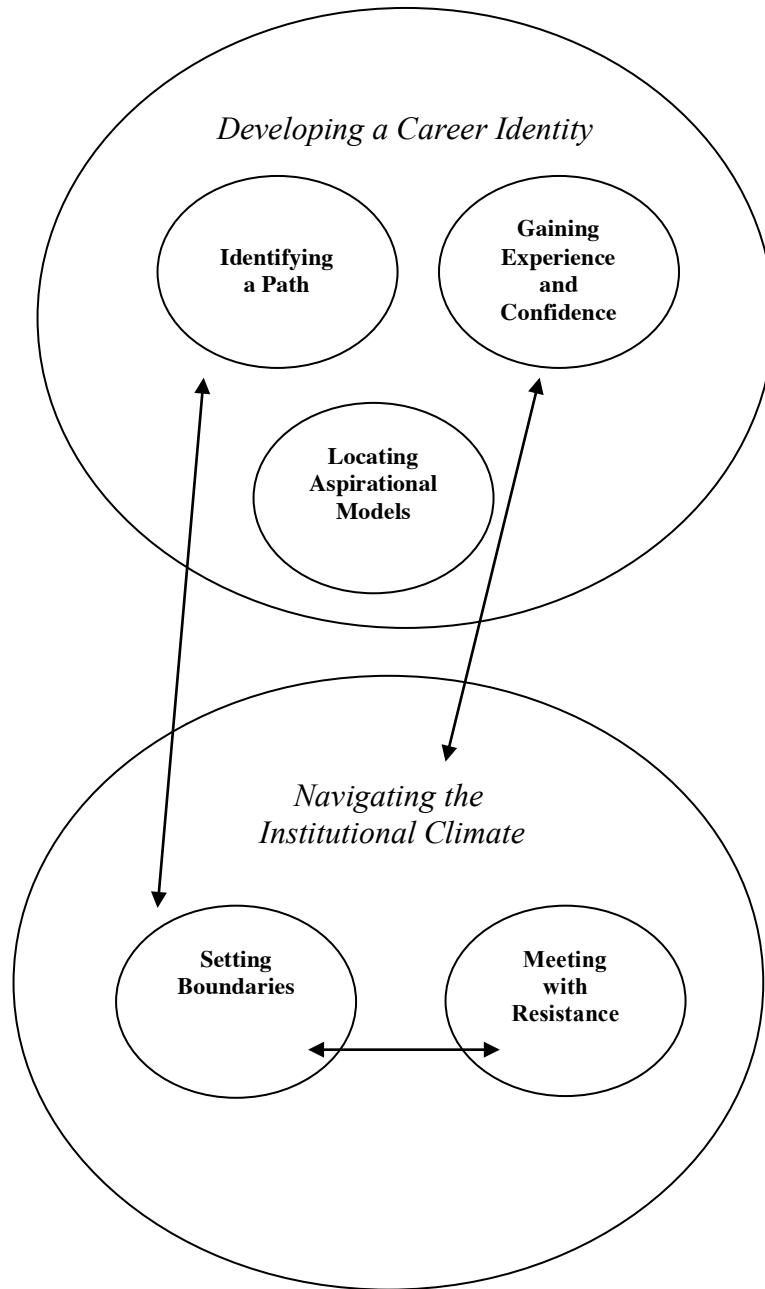 Developing a Career Identity
Identifying
a Path
Gaining
Experience
and
Confidence
Locating
Aspirational
Models
Navigating the
Institutional Climate
Setting
Boundaries
Meeting
with
Resistance